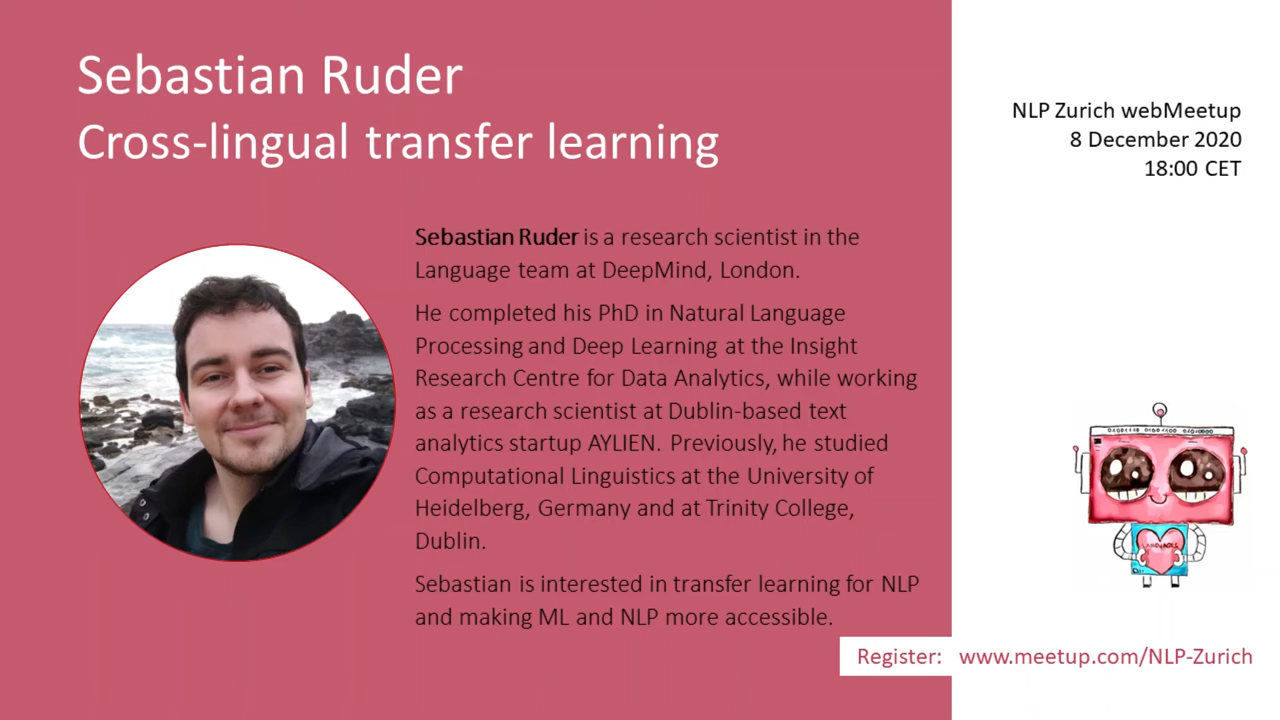 Sebastian Ruder
Cross-lingual transfer learning
NLP Zurich webMeetup
8 December 2020
18:00 CET
Sebastian Ruder is a research scientist in the
Language team at DeepMind, London.
He completed his PhD in Natural Language
Processing and Deep Learning at the Insight
Research Centre for Data Analytics, while working
as a research scientist at Dublin-based text
analytics startup AYLIEN. Previously, he studied
Computational Linguistics at the University of
Heidelberg, Germany and at Trinity College,
Dublin.
Sebastian is interested in transfer learning for NLP
and making ML and NLP more accessible.
Register: www.meetup.com/NLP-Zurich